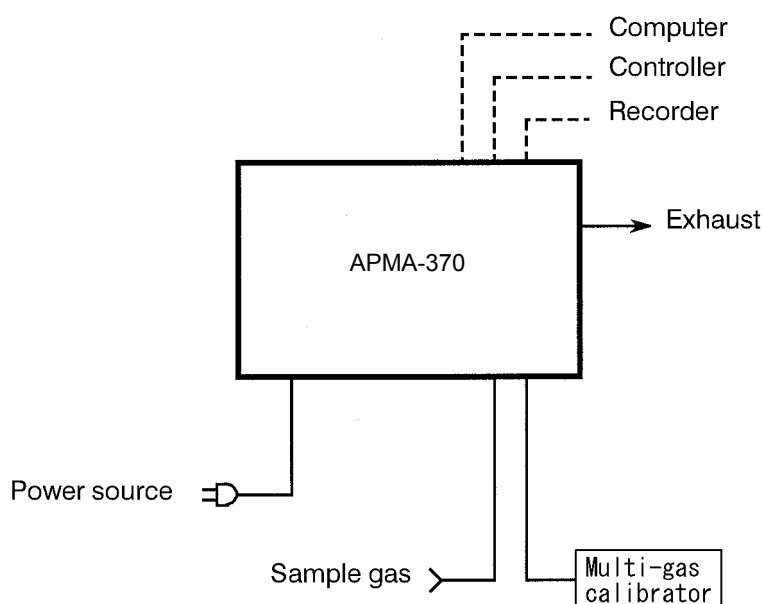 Computer
Controller
Recorder
Exhaust
APMA-370
Power source
Sample gas
Multi-gas
calibrator